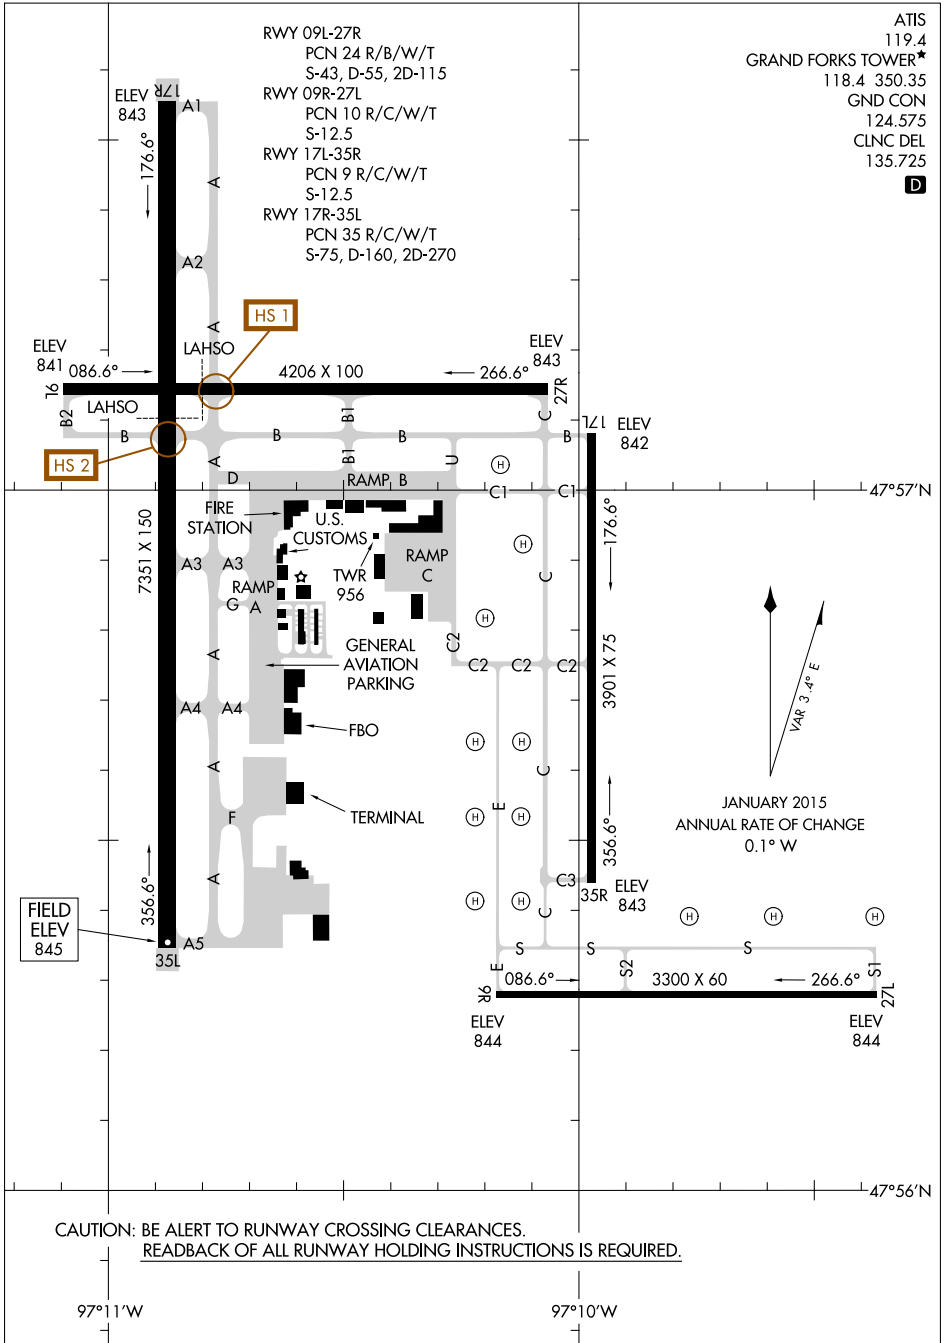 RWY 09L-27R
PCN 24 R/B/W/T
S-43, D-55, 2D-115
RWY 09R-27L
PCN 10 R/C/W/T
S-12.5
RWY 17L-35R
PCN 9 R/C/W/T
S-12.5
RWY 17R-35L
PCN 35 R/C/W/T
S-75, D-160, 2D-270
ATIS
119.4
GRAND FORKS TOWER★
118.4 350.35
GND CON
124.575
CLNC DEL
135.725
D
ELEV
843
17R
A1
176.6°
A
A2
A
HS 1
LAHSO
ELEV
841
086.6°
4206 X 100
266.6°
ELEV
843
9L
27R
LAHSO
B2
B
B
B1
B
C
B
17L
ELEV
842
HS 2
A
D
B1
U
H
RAMP B
C1
C1
47°57'N
7351 X 150
FIRE
STATION
U.S.
CUSTOMS
TWR
956
RAMP
C
H
176.6°
A3
A3
RAMP
A
G
C
H
A
GENERAL
AVIATION
PARKING
C2
C2
C2
C2
3901 X 75
VAR 3.4° E
A4
A4
FBO
H
H
A
C
E
JANUARY 2015
ANNUAL RATE OF CHANGE
0.1° W
TERMINAL
F
H
H
356.6°
356.6°
A
C3
35R
ELEV
843
FIELD
ELEV
845
H
H
C
H
H
H
A5
35L
S
S
S
E
S2
S1
086.6°
3300 X 60
266.6°
9R
27L
ELEV
844
ELEV
844
47°56'N
CAUTION: BE ALERT TO RUNWAY CROSSING CLEARANCES.
READBACK OF ALL RUNWAY HOLDING INSTRUCTIONS IS REQUIRED.
97°11'W
97°10'W